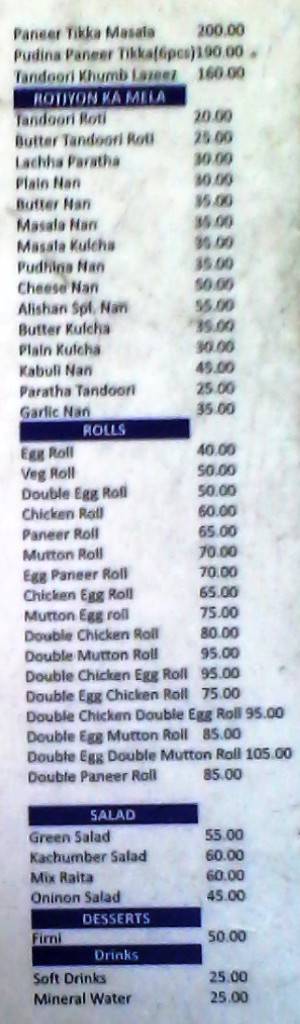 Paneer Tikka Masala 200.00
Pudina Paneer Tikka(6pcs)190.00
Tandoori Khumb Lazeez 160.00
ROTIYON KA MELA
Tandoori Roti 20.00
Butter Tandoori Roti 25.00
Lachha Paratha 30.00
Plain Nan 30.00
Butter Nan 35.00
Masala Nan 35.00
Masala Kulcha 35.00
Pudhina Nan 35.00
Cheese Nan 50.00
Alishan Spl. Nan 55.00
Butter Kulcha 35.00
Plain Kulcha 30.00
Kabuli Nan 45.00
Paratha Tandoori 25.00
Garlic Nan 35.00
ROLLS
Egg Roll 40.00
Veg Roll 50.00
Double Egg Roll 50.00
Chicken Roll 60.00
Paneer Roll 65.00
Mutton Roll 70.00
Egg Paneer Roll 70.00
Chicken Egg Roll 65.00
Mutton Egg roll 75.00
Double Chicken Roll 80.00
Double Mutton Roll 95.00
Double Chicken Egg Roll 95.00
Double Egg Chicken Roll 75.00
Double Chicken Double Egg Roll 95.00
Double Egg Mutton Roll 85.00
Double Egg Double Mutton Roll 105.00
Double Paneer Roll 85.00
SALAD
Green Salad 55.00
Kachumber Salad 60.00
Mix Raita 60.00
Oninon Salad 45.00
DESSERTS
Firni 50.00
Drinks
Soft Drinks 25.00
Mineral Water 25.00